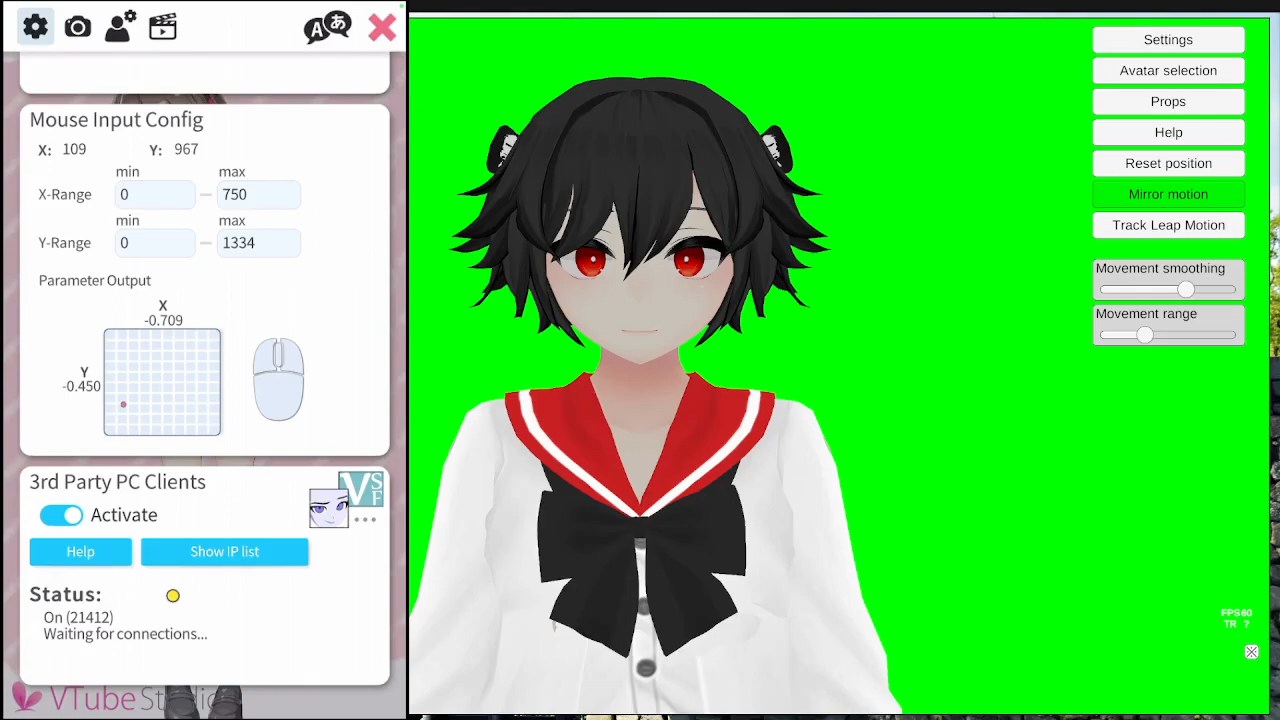 A あ
Mouse Input Config
X: 109 Y: 967
min max
X-Range 0 750
min max
Y-Range 0 1334
Parameter Output
X
-0.709
Y
-0.450
3rd Party PC Clients
VSF
Activate
Help Show IP list
Status:
On (21412)
Waiting for connections...
VTube Studio
Settings
Avatar selection
Props
Help
Reset position
Mirror motion
Track Leap Motion
Movement smoothing
Movement range
FPS60
TR ?